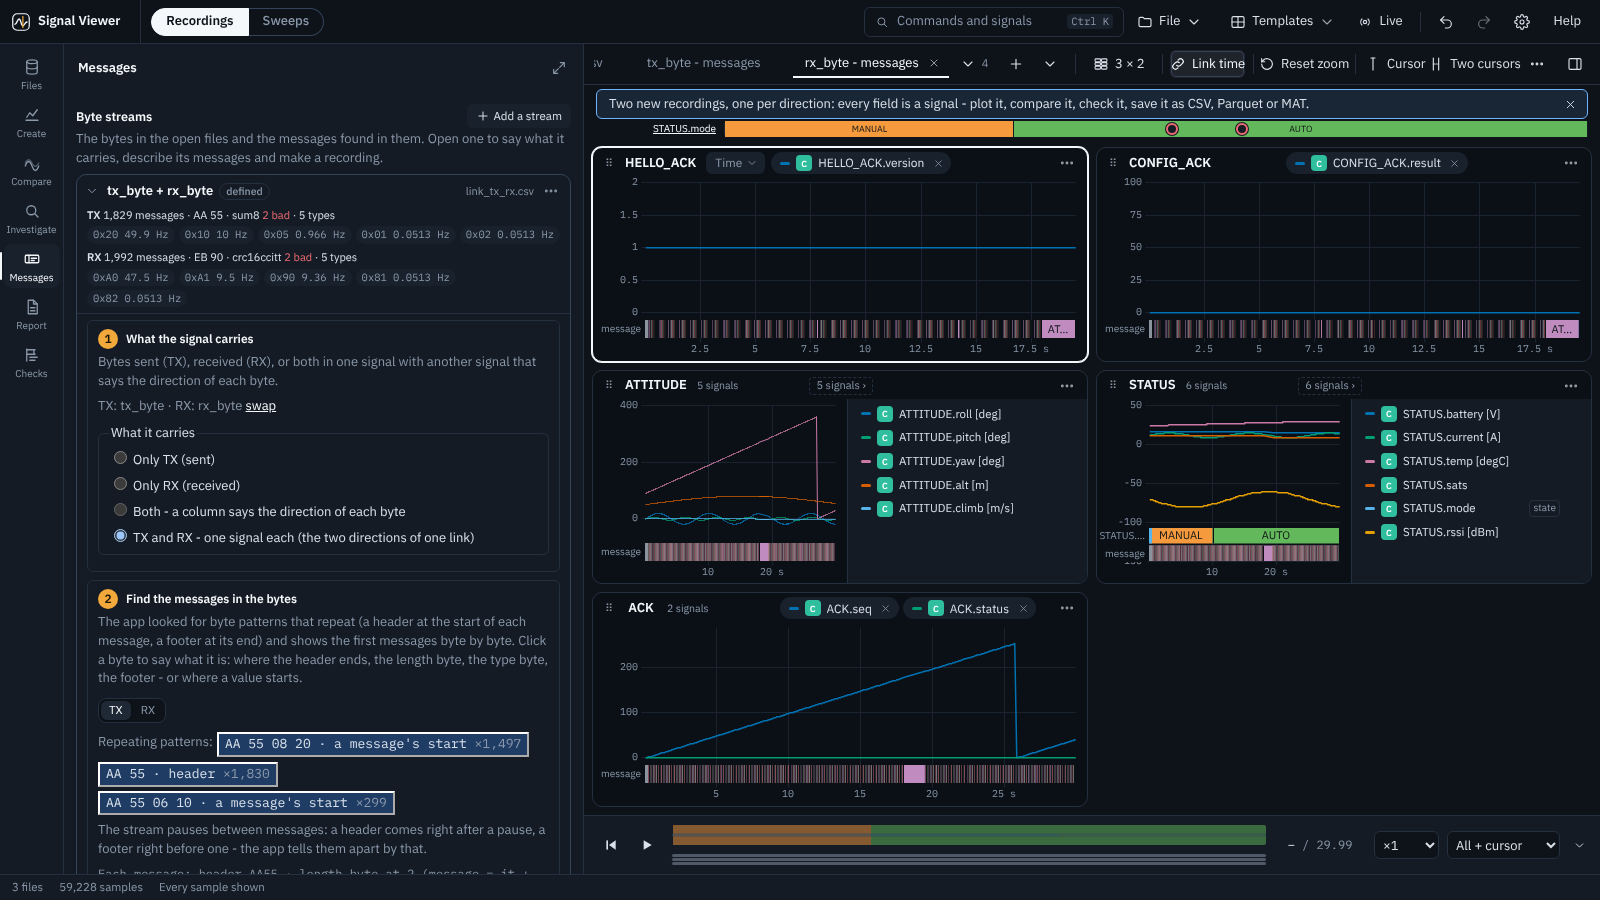 Signal Viewer
Recordings
Sweeps
Commands and signals
Ctrl K
File
Templates
Live
Help
Files
Create
Compare
Investigate
Messages
Report
Checks
Messages
Byte streams
+ Add a stream
The bytes in the open files and the messages found in them. Open one to say what it
carries, describe its messages and make a recording.
tx_byte + rx_byte
defined
link_tx_rx.csv
TX 1,829 messages · AA 55 · sum8 2 bad · 5 types
0x20 49.9 Hz
0x10 10 Hz
0x05 0.966 Hz
0x01 0.0513 Hz
0x02 0.0513 Hz
RX 1,992 messages · EB 90 · crc16ccitt 2 bad · 5 types
0xA0 47.5 Hz
0xA1 9.5 Hz
0x90 9.36 Hz
0x81 0.0513 Hz
0x82 0.0513 Hz
1
What the signal carries
Bytes sent (TX), received (RX), or both in one signal with another signal that
says the direction of each byte.
TX: tx_byte · RX: rx_byte swap
What it carries
Only TX (sent)
Only RX (received)
Both - a column says the direction of each byte
TX and RX - one signal each (the two directions of one link)
2
Find the messages in the bytes
The app looked for byte patterns that repeat (a header at the start of each
message, a footer at its end) and shows the first messages byte by byte. Click
a byte to say what it is: where the header ends, the length byte, the type byte,
the footer - or where a value starts.
TX
RX
Repeating patterns:
AA 55 08 20 · a message's start ×1,497
AA 55 · header ×1,830
AA 55 06 10 · a message's start ×299
The stream pauses between messages: a header comes right after a pause, a
footer right before one - the app tells them apart by that.
Each message: header AA55 · length byte at 2 (message = it +
sv
tx_byte - messages
rx_byte - messages
4
3 × 2
Link time
Reset zoom
Cursor
Two cursors
Two new recordings, one per direction: every field is a signal - plot it, compare it, check it, save it as CSV, Parquet or MAT.
STATUS.mode
MANUAL
AUTO
HELLO_ACK
Time
C
HELLO_ACK.version
2
1.5
1
0.5
0
message
AT...
2.5
5
7.5
10
12.5
15
17.5
s
CONFIG_ACK
C
CONFIG_ACK.result
100
75
50
25
0
message
AT...
2.5
5
7.5
10
12.5
15
17.5
s
ATTITUDE
5 signals
5 signals ›
400
200
0
message
10
20
s
C ATTITUDE.roll [deg]
C ATTITUDE.pitch [deg]
C ATTITUDE.yaw [deg]
C ATTITUDE.alt [m]
C ATTITUDE.climb [m/s]
STATUS
6 signals
6 signals ›
50
0
-50
-100
STATUS....
MANUAL
AUTO
message
10
20
s
C STATUS.battery [V]
C STATUS.current [A]
C STATUS.temp [degC]
C STATUS.sats
C STATUS.mode
state
C STATUS.rssi [dBm]
ACK
2 signals
C
ACK.seq
C
ACK.status
200
100
0
message
5
10
15
20
25
s
– / 29.99
×1
All + cursor
3 files
59,228 samples
Every sample shown